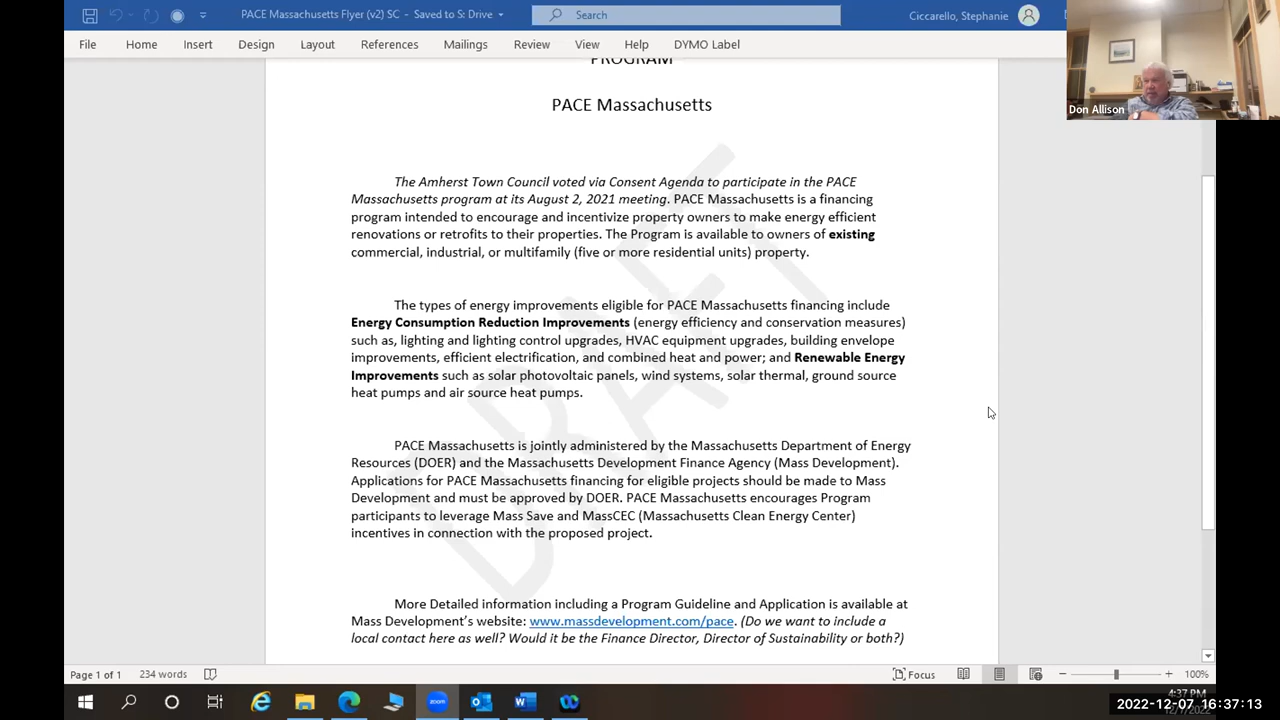 PACE Massachusetts Flyer (v2) SC - Saved to S: Drive
Search
Ciccarello, Stephanie
File Home Insert Design Layout References Mailings Review View Help DYMO Label
Don Allison
PROGRAM
PACE Massachusetts
The Amherst Town Council voted via Consent Agenda to participate in the PACE
Massachusetts program at its August 2, 2021 meeting. PACE Massachusetts is a financing
program intended to encourage and incentivize property owners to make energy efficient
renovations or retrofits to their properties. The Program is available to owners of existing
commercial, industrial, or multifamily (five or more residential units) property.
The types of energy improvements eligible for PACE Massachusetts financing include
Energy Consumption Reduction Improvements (energy efficiency and conservation measures)
such as, lighting and lighting control upgrades, HVAC equipment upgrades, building envelope
improvements, efficient electrification, and combined heat and power; and Renewable Energy
Improvements such as solar photovoltaic panels, wind systems, solar thermal, ground source
heat pumps and air source heat pumps.
PACE Massachusetts is jointly administered by the Massachusetts Department of Energy
Resources (DOER) and the Massachusetts Development Finance Agency (Mass Development).
Applications for PACE Massachusetts financing for eligible projects should be made to Mass
Development and must be approved by DOER. PACE Massachusetts encourages Program
participants to leverage Mass Save and MassCEC (Massachusetts Clean Energy Center)
incentives in connection with the proposed project.
More Detailed information including a Program Guideline and Application is available at
Mass Development's website: www.massdevelopment.com/pace. (Do we want to include a
local contact here as well? Would it be the Finance Director, Director of Sustainability or both?)
DRAFT
Page 1 of 1 234 words Focus 100%
zoom
4:37 PM
2022-12-07 16:37:13